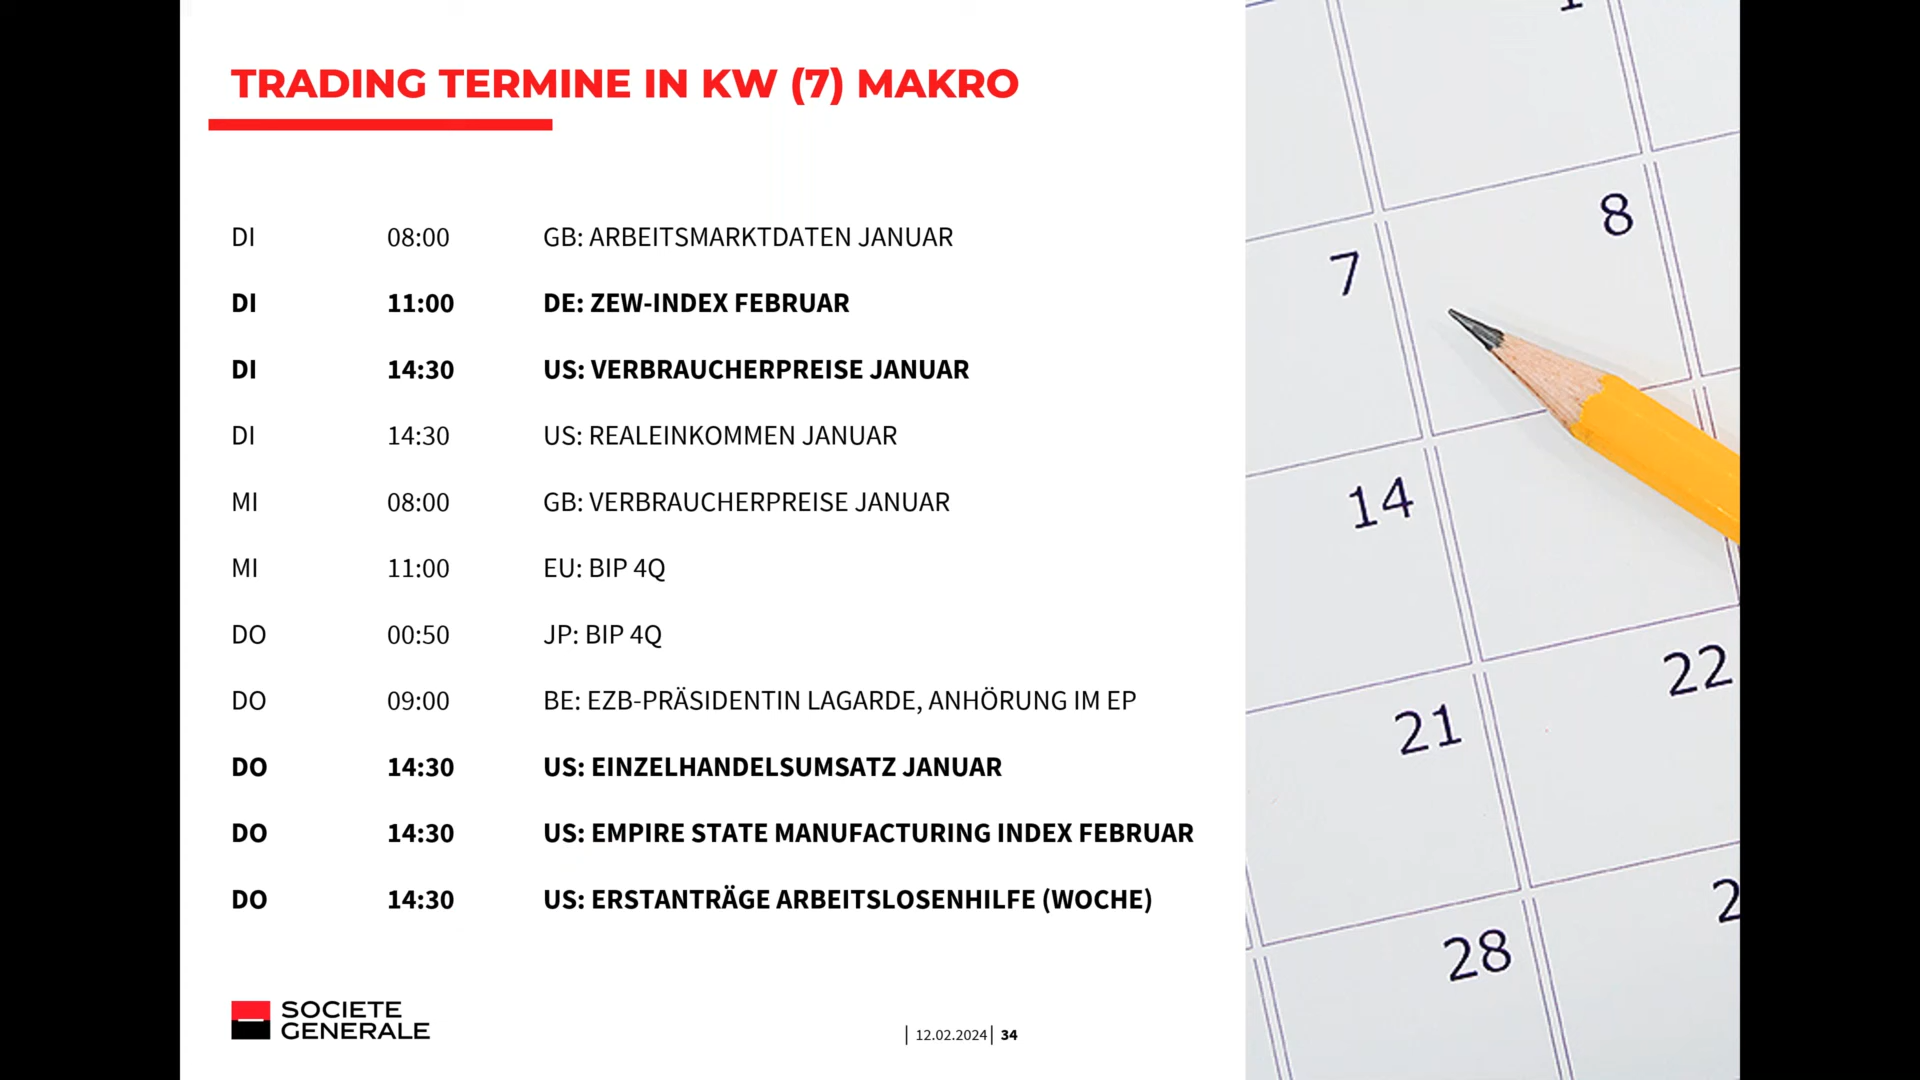 TRADING TERMINE IN KW (7) MAKRO
DI 08:00 GB: ARBEITSMARKTDATEN JANUAR
DI 11:00 DE: ZEW-INDEX FEBRUAR
DI 14:30 US: VERBRAUCHERPREISE JANUAR
DI 14:30 US: REALEINKOMMEN JANUAR
MI 08:00 GB: VERBRAUCHERPREISE JANUAR
MI 11:00 EU: BIP 4Q
DO 00:50 JP: BIP 4Q
DO 09:00 BE: EZB-PRÄSIDENTIN LAGARDE, ANHÖRUNG IM EP
DO 14:30 US: EINZELHANDELSUMSATZ JANUAR
DO 14:30 US: EMPIRE STATE MANUFACTURING INDEX FEBRUAR
DO 14:30 US: ERSTANTRÄGE ARBEITSLOSENHILFE (WOCHE)
SOCIETE
GENERALE
| 12.02.2024 | 34
7 8
14
21 22
28